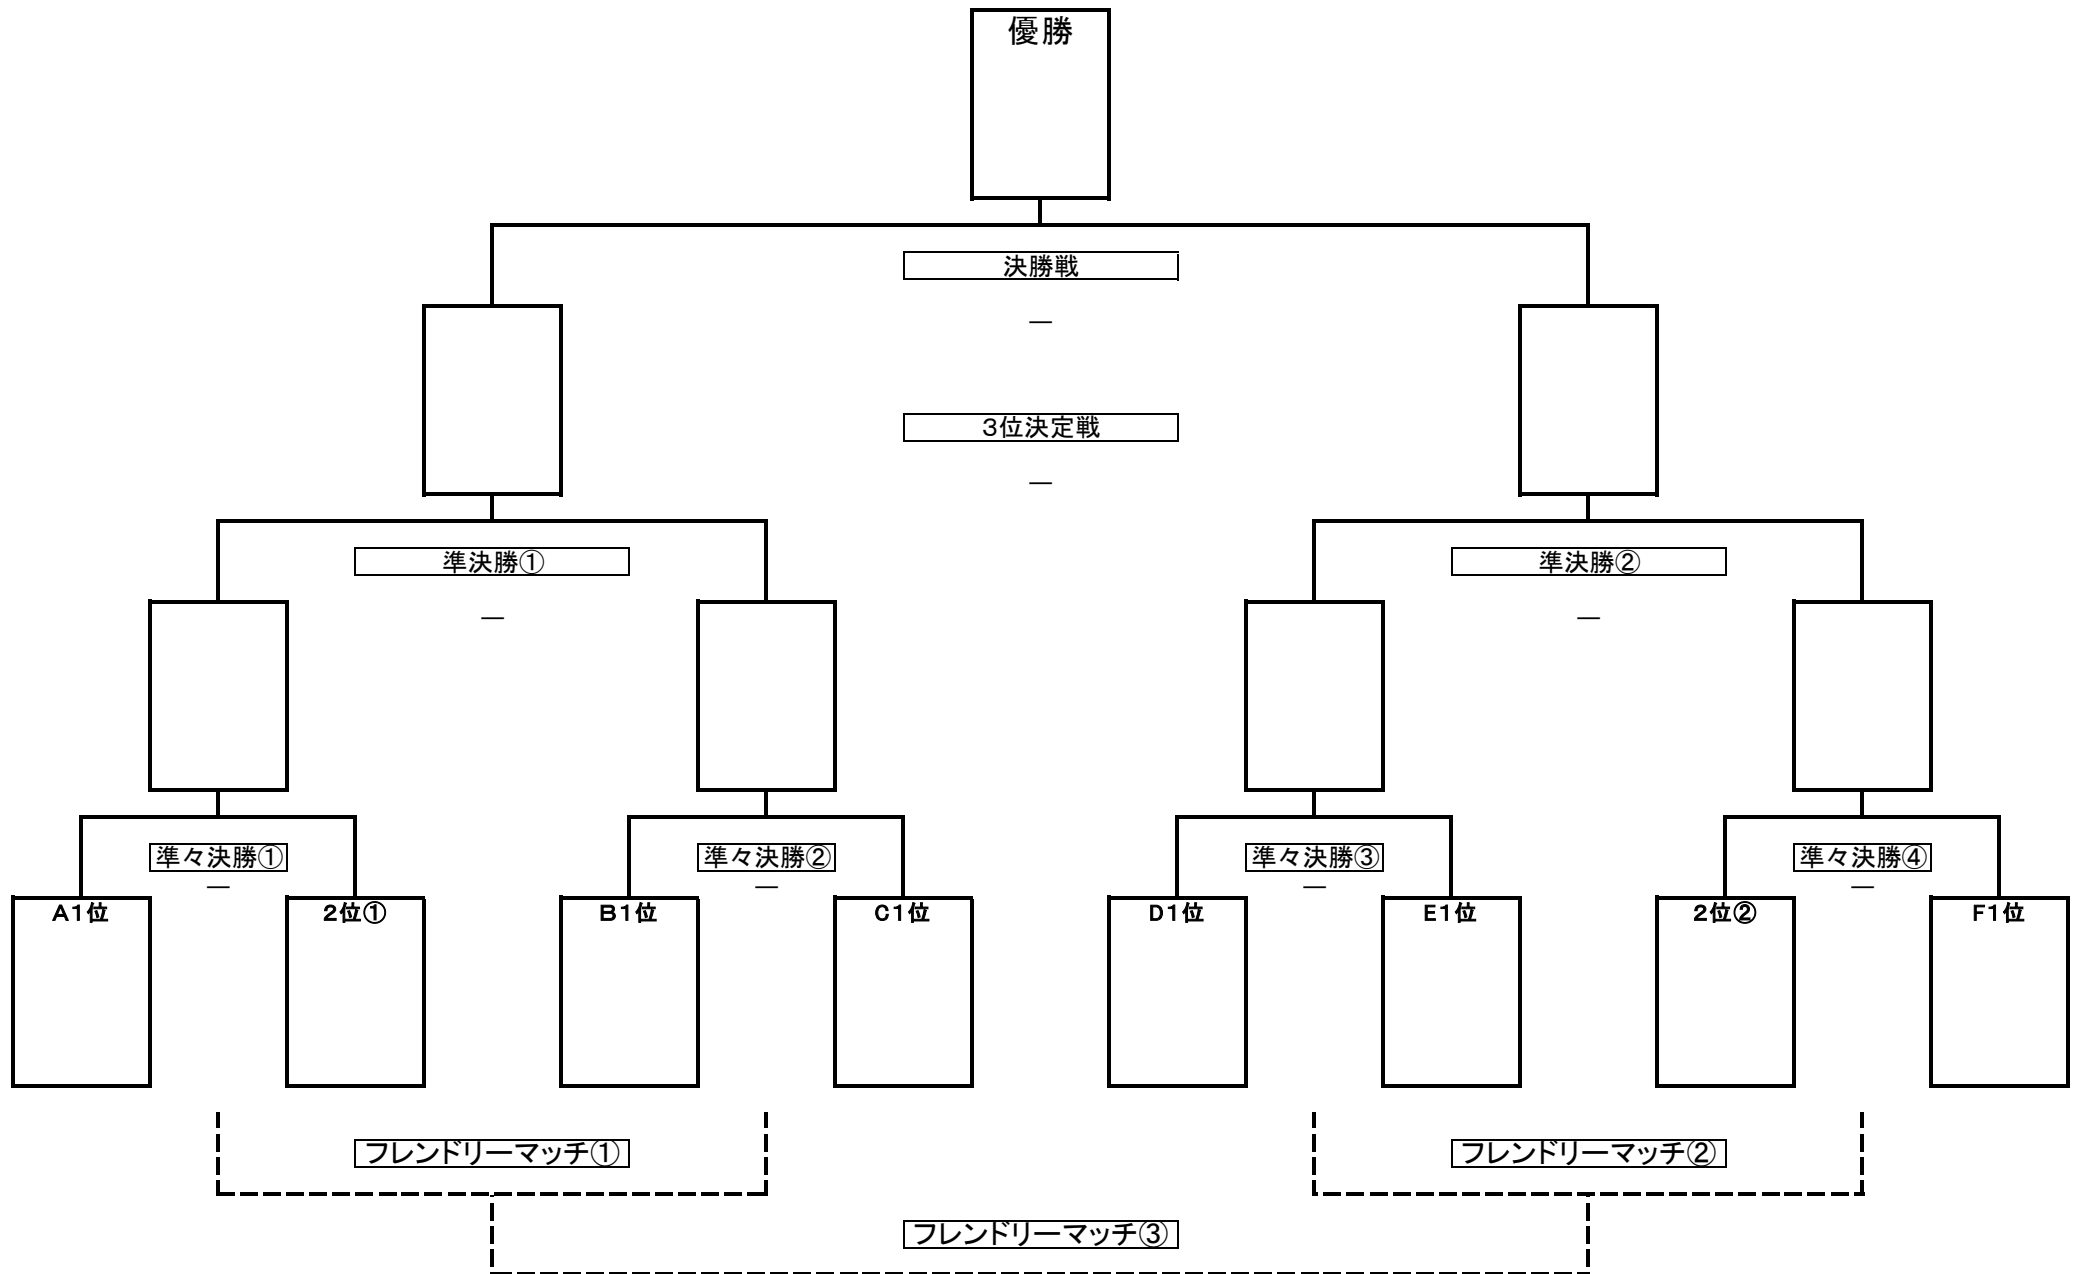 優勝
決勝戦
―
3位決定戦
―
準決勝①
準決勝②
―
―
準々決勝①
準々決勝②
準々決勝③
準々決勝④
―
―
―
―
A1位
2位①
B1位
C1位
D1位
E1位
2位②
F1位
フレンドリーマッチ①
フレンドリーマッチ②
フレンドリーマッチ③